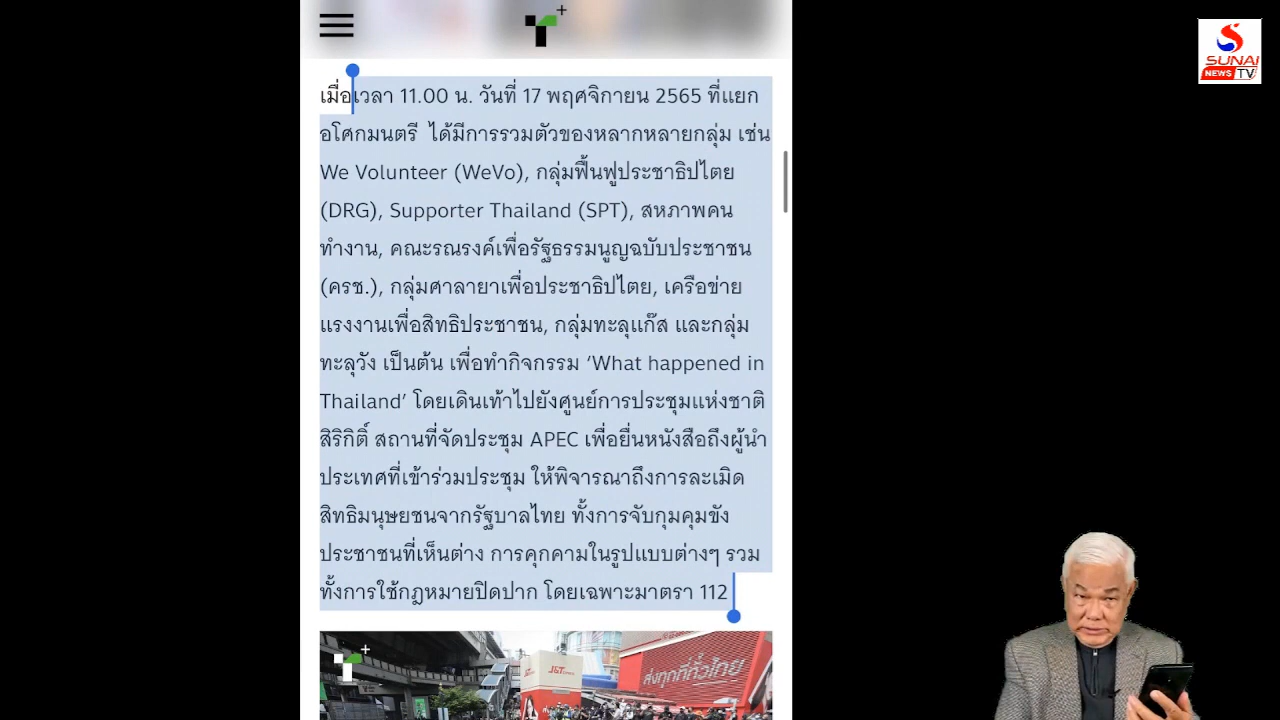 SUNAI
NEWS TV
เมื่อเวลา 11.00 น. วันที่ 17 พฤศจิกายน 2565 ที่แยก
อโศกมนตรี ได้มีการรวมตัวของหลากหลายกลุ่ม เช่น
We Volunteer (WeVo), กลุ่มฟื้นฟูประชาธิปไตย
(DRG), Supporter Thailand (SPT), สหภาพคน
ทำงาน, คณะรณรงค์เพื่อรัฐธรรมนูญฉบับประชาชน
(ครช.), กลุ่มศาลายาเพื่อประชาธิปไตย, เครือข่าย
แรงงานเพื่อสิทธิประชาชน, กลุ่มทะลุแก๊ส และกลุ่ม
ทะลุวัง เป็นต้น เพื่อทำกิจกรรม ‘What happened in
Thailand’ โดยเดินเท้าไปยังศูนย์การประชุมแห่งชาติ
สิริกิติ์ สถานที่จัดประชุม APEC เพื่อยื่นหนังสือถึงผู้นำ
ประเทศที่เข้าร่วมประชุม ให้พิจารณาถึงการละเมิด
สิทธิมนุษยชนจากรัฐบาลไทย ทั้งการจับกุมคุมขัง
ประชาชนที่เห็นต่าง การคุกคามในรูปแบบต่างๆ รวม
ทั้งการใช้กฎหมายปิดปาก โดยเฉพาะมาตรา 112
J&T
ส่งทุกที่ทั่วไทย